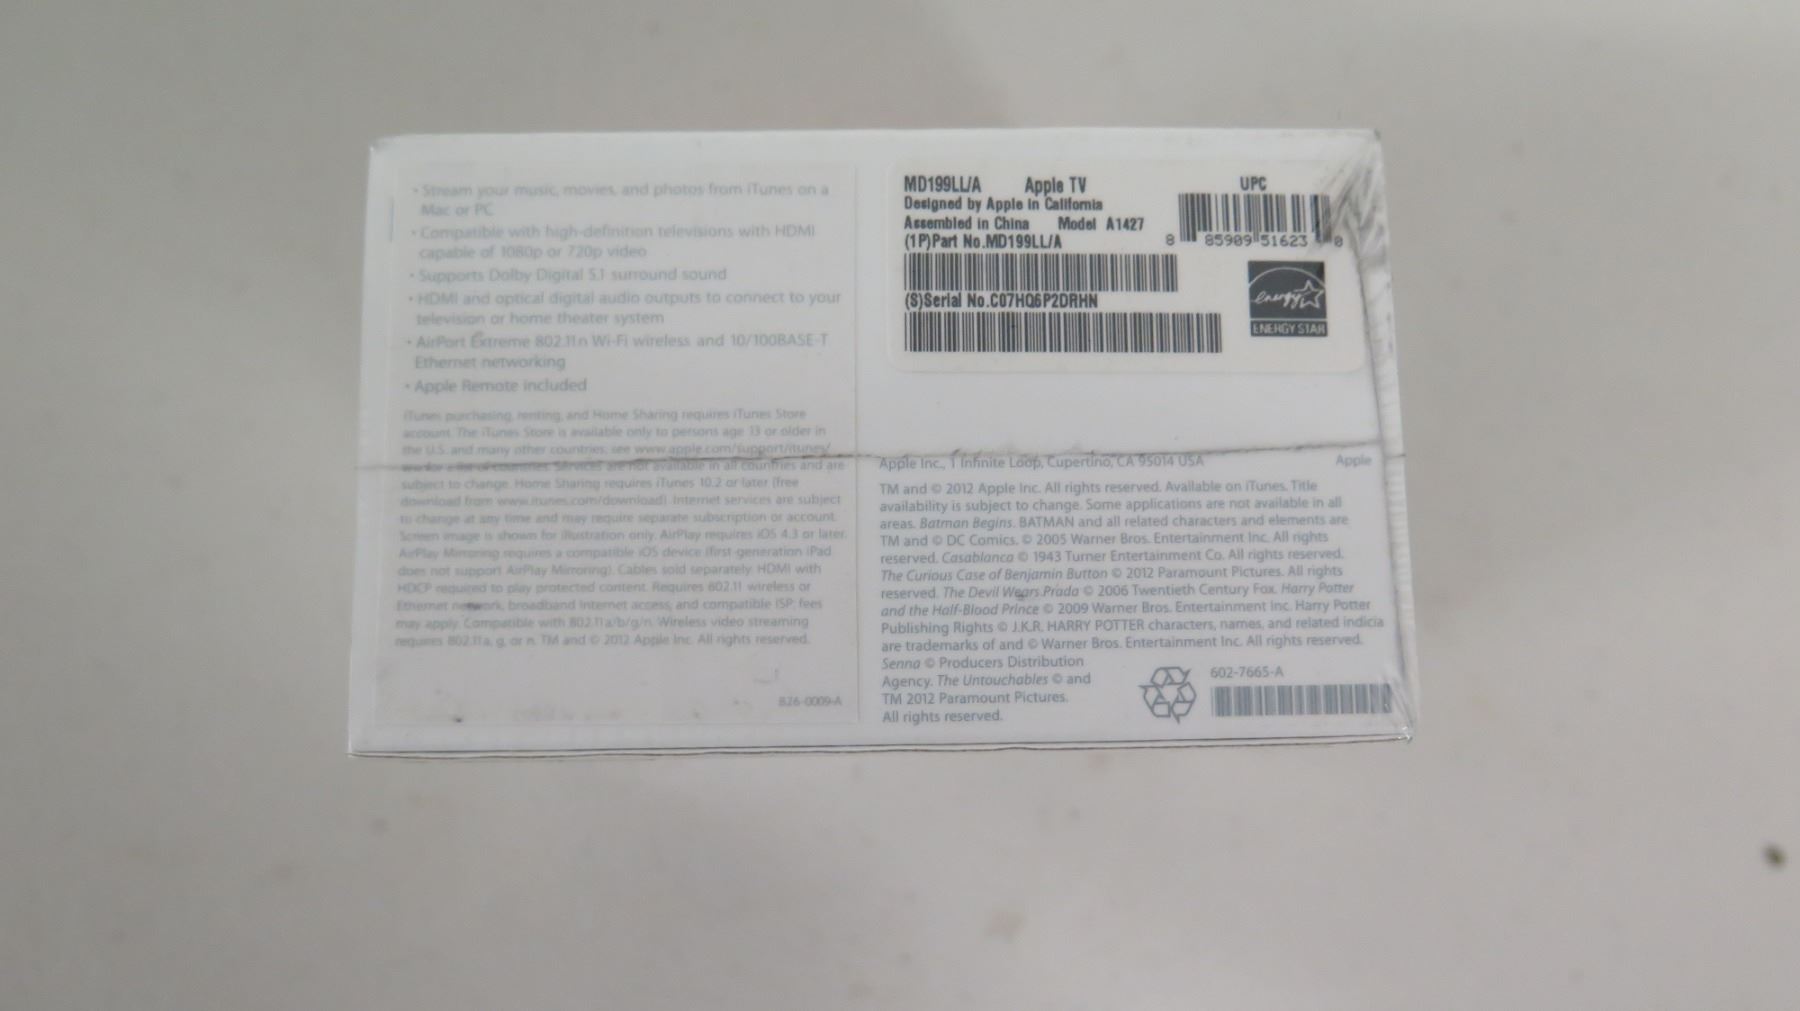 • Stream your music, movies, and photos from iTunes on a
Mac or PC
• Compatible with high-definition televisions with HDMI
capable of 1080p or 720p video
• Supports Dolby Digital 5.1 surround sound
• HDMI and optical digital audio outputs to connect to your
television or home theater system
• AirPort Extreme 802.11n Wi-Fi wireless and 10/100BASE-T
Ethernet networking
• Apple Remote included
iTunes purchasing, renting, and Home Sharing requires iTunes Store
account. The iTunes Store is available only to persons age 13 or older in
the U.S. and many other countries; see www.apple.com/support/itunes/
ww for a list of countries. Services are not available in all countries and are
subject to change. Home Sharing requires iTunes 10.2 or later (free
download from www.itunes.com/download). Internet services are subject
to change at any time and may require separate subscription or account.
Screen image is shown for illustration only. AirPlay requires iOS 4.3 or later.
AirPlay Mirroring requires a compatible iOS device (first-generation iPad
does not support AirPlay Mirroring). Cables sold separately. HDMI with
HDCP required to play protected content. Requires 802.11 wireless or
Ethernet network, broadband Internet access, and compatible ISP; fees
may apply. Compatible with 802.11a/b/g/n. Wireless video streaming
requires 802.11a, g, or n. TM and © 2012 Apple Inc. All rights reserved.
826-0009-A
MD199LL/A Apple TV UPC
Designed by Apple in California
Assembled in China Model A1427
(1P)Part No.MD199LL/A
8 85909 51623 0
(S)Serial No.C07HQ6P2DRHN
energy
ENERGY STAR
Apple Inc., 1 Infinite Loop, Cupertino, CA 95014 USA Apple
TM and © 2012 Apple Inc. All rights reserved. Available on iTunes. Title
availability is subject to change. Some applications are not available in all
areas. Batman Begins. BATMAN and all related characters and elements are
TM and © DC Comics. © 2005 Warner Bros. Entertainment Inc. All rights
reserved. Casablanca © 1943 Turner Entertainment Co. All rights reserved.
The Curious Case of Benjamin Button © 2012 Paramount Pictures. All rights
reserved. The Devil Wears Prada © 2006 Twentieth Century Fox. Harry Potter
and the Half-Blood Prince © 2009 Warner Bros. Entertainment Inc. Harry Potter
Publishing Rights © J.K.R. HARRY POTTER characters, names, and related indicia
are trademarks of and © Warner Bros. Entertainment Inc. All rights reserved.
Senna © Producers Distribution
Agency. The Untouchables © and
TM 2012 Paramount Pictures.
All rights reserved.
602-7665-A